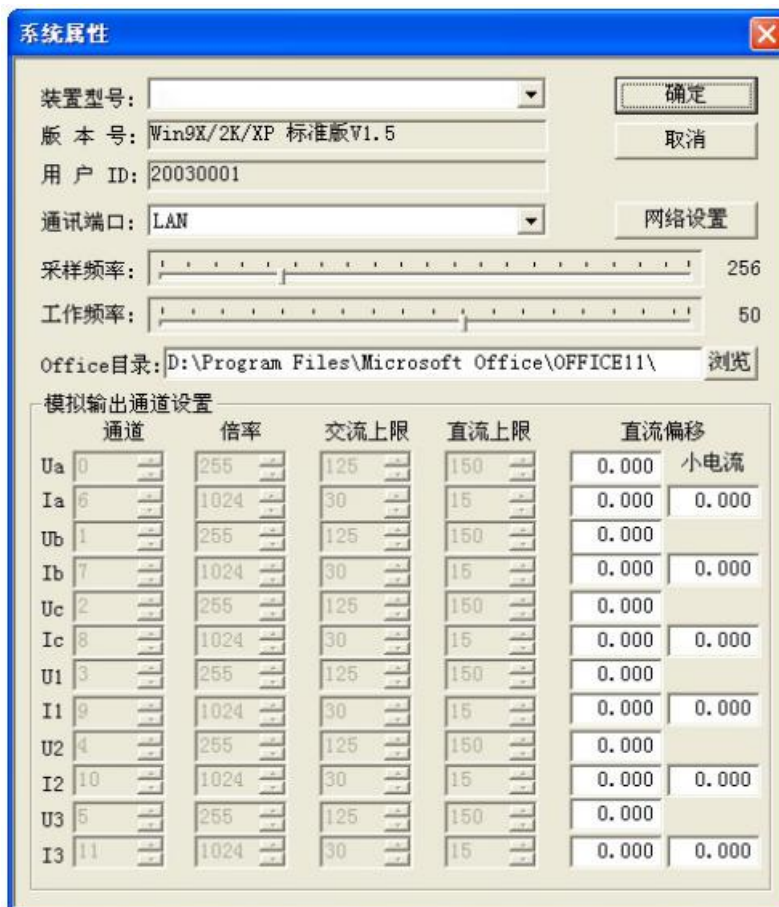 系统属性
装置型号: 确定
版 本 号: Win9X/2K/XP 标准版V1.5 取消
用 户 ID: 20030001
通讯端口: LAN 网络设置
采样频率: 256
工作频率: 50
Office目录: D:\Program Files\Microsoft Office\OFFICE11\ 浏览
模拟输出通道设置
通道 倍率 交流上限 直流上限 直流偏移
Ua 0 255 125 150 0.000 小电流
Ia 6 1024 30 15 0.000 0.000
Ub 1 255 125 150 0.000
Ib 7 1024 30 15 0.000 0.000
Uc 2 255 125 150 0.000
Ic 8 1024 30 15 0.000 0.000
U1 3 255 125 150 0.000
I1 9 1024 30 15 0.000 0.000
U2 4 255 125 150 0.000
I2 10 1024 30 15 0.000 0.000
U3 5 255 125 150 0.000
I3 11 1024 30 15 0.000 0.000